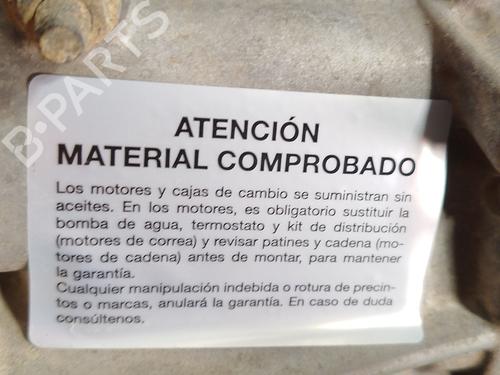 B-PARTS
ATENCIÓN
MATERIAL COMPROBADO
Los motores y cajas de cambio se suministran sin
aceites. En los motores, es obligatorio sustituir la
bomba de agua, termostato y kit de distribución
(motores de correa) y revisar patines y cadena (mo-
tores de cadena) antes de montar, para mantener
la garantía.
Cualquier manipulación indebida o rotura de precin-
tos o marcas, anulará la garantía. En caso de duda
consúltenos.